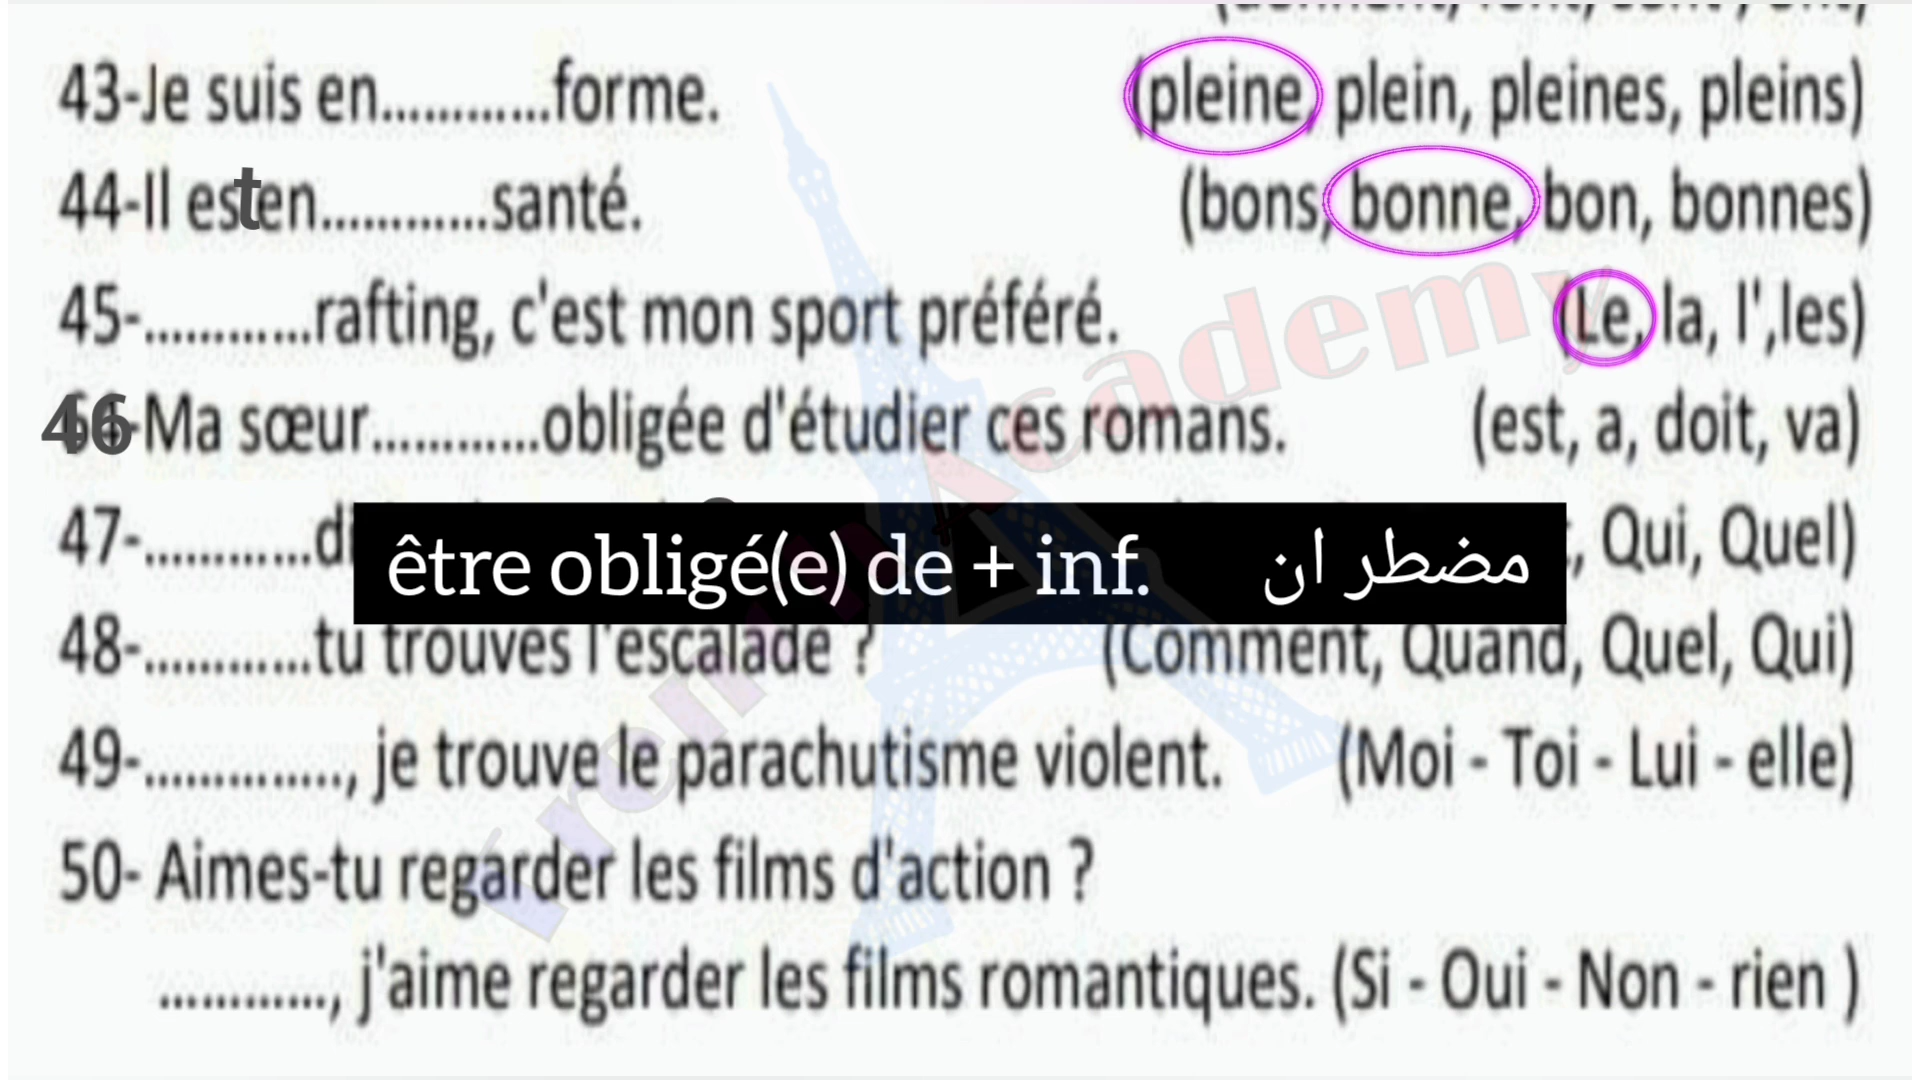 43-Je suis en............forme. (pleine, plein, pleines, pleins)
44-Il est en............santé. (bons, bonne, bon, bonnes)
45-............rafting, c'est mon sport préféré. (Le, la, l',les)
46-Ma sœur............obligée d'étudier ces romans. (est, a, doit, va)
47-............di , Qui, Quel)
être obligé(e) de + inf. مضطر ان
48-............tu trouves l'escalade ? (Comment, Quand, Quel, Qui)
49-.............., je trouve le parachutisme violent. (Moi - Toi - Lui - elle)
50- Aimes-tu regarder les films d'action ?
............, j'aime regarder les films romantiques. (Si - Oui - Non - rien )
French Academy